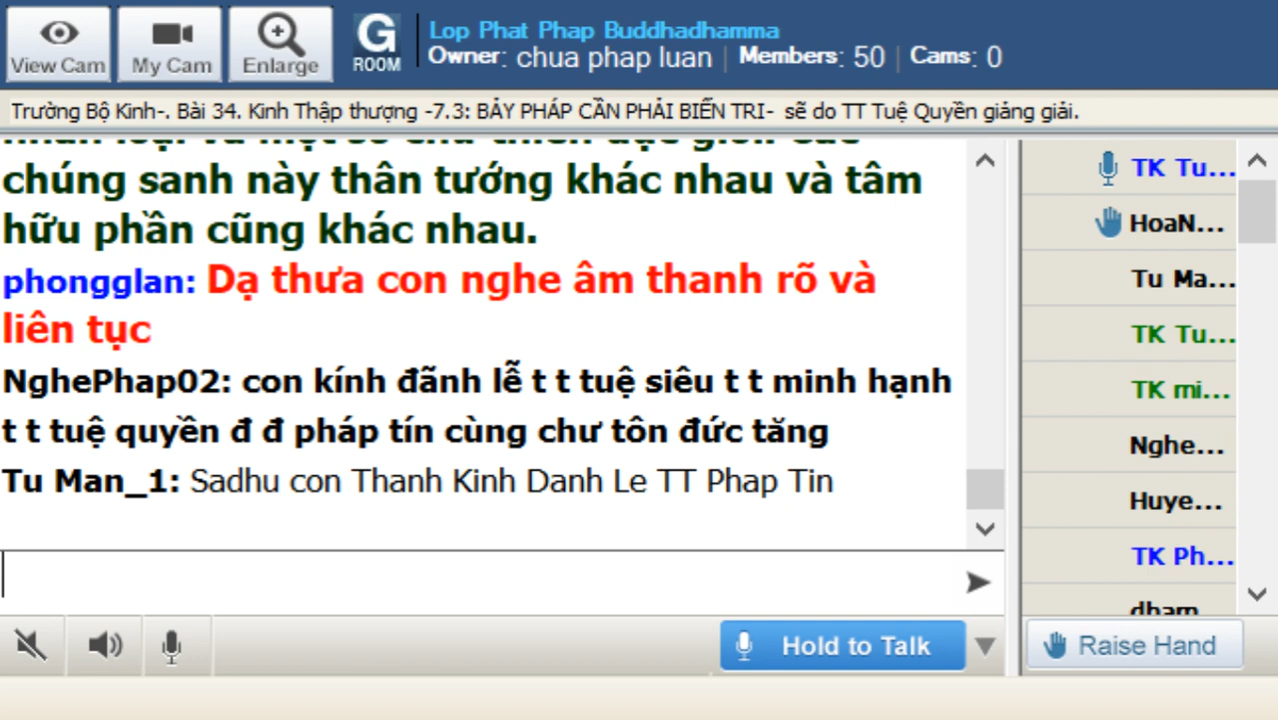 View Cam
My Cam
Enlarge
G
ROOM
Lop Phat Phap Buddhadhamma
Owner: chua phap luan | Members: 50 | Cams: 0
Trường Bộ Kinh-. Bài 34. Kinh Thập thượng -7.3: BẢY PHÁP CẦN PHẢI BIẾN TRI- sẽ do TT Tuệ Quyền giảng giải.
chúng sanh này thân tướng khác nhau và tâm
hữu phần cũng khác nhau.
phongglan: Dạ thưa con nghe âm thanh rõ và
liên tục
NghePhap02: con kính đãnh lễ t t tuệ siêu t t minh hạnh
t t tuệ quyền đ đ pháp tín cùng chư tôn đức tăng
Tu Man_1: Sadhu con Thanh Kinh Danh Le TT Phap Tin
TK Tu...
HoaN...
Tu Ma...
TK Tu...
TK mi...
Nghe...
Huye...
TK Ph...
Hold to Talk
Raise Hand